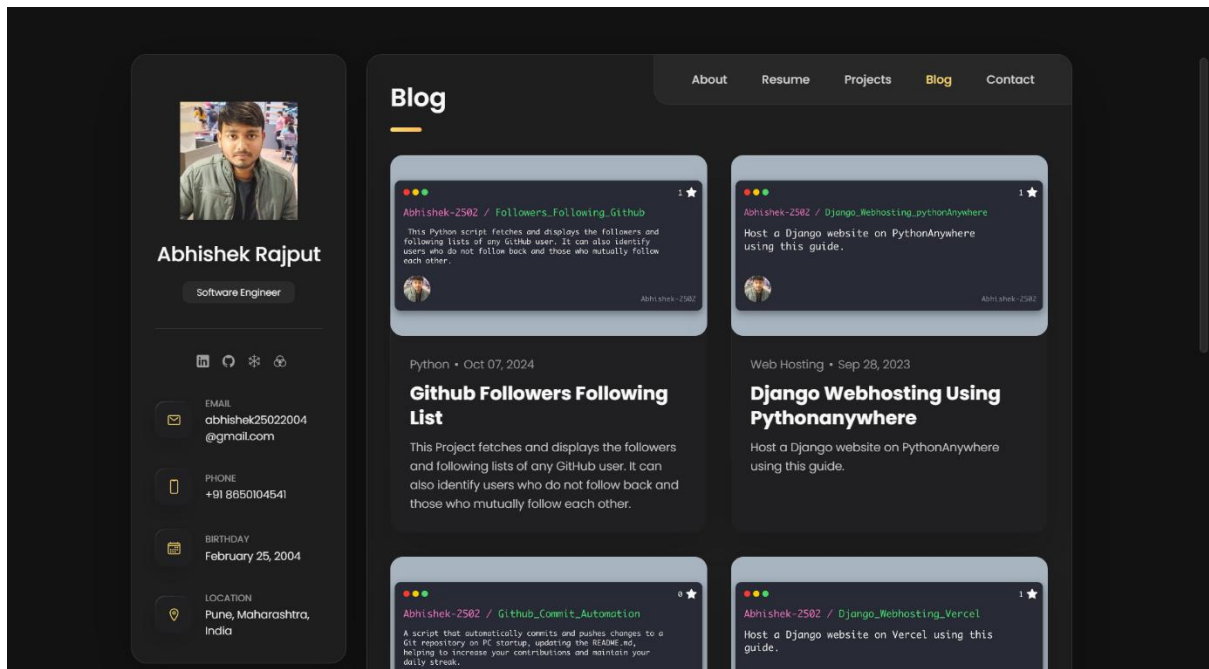 Abhishek Rajput
Software Engineer
EMAIL
abhishek25022004
@gmail.com
PHONE
+91 8650104541
BIRTHDAY
February 25, 2004
LOCATION
Pune, Maharashtra,
India
About Resume Projects Blog Contact
Blog
1
Abhishek-2502 / Followers_Following_Github
This Python script fetches and displays the followers and
following lists of any GitHub user. It can also identify
users who do not follow back and those who mutually follow
each other.
Abhishek-2502
Python • Oct 07, 2024
Github Followers Following
List
This Project fetches and displays the followers
and following lists of any GitHub user. It can
also identify users who do not follow back and
those who mutually follow each other.
1
Abhishek-2502 / Django_Webhosting_pythonAnywhere
Host a Django website on PythonAnywhere
using this guide.
Abhishek-2502
Web Hosting • Sep 28, 2023
Django Webhosting Using
Pythonanywhere
Host a Django website on PythonAnywhere
using this guide.
0
Abhishek-2502 / Github_Commit_Automation
A script that automatically commits and pushes changes to a
Git repository on PC startup, updating the README.md,
helping to increase your contributions and maintain your
daily streak.
1
Abhishek-2502 / Django_Webhosting_Vercel
Host a Django website on Vercel using this
guide.